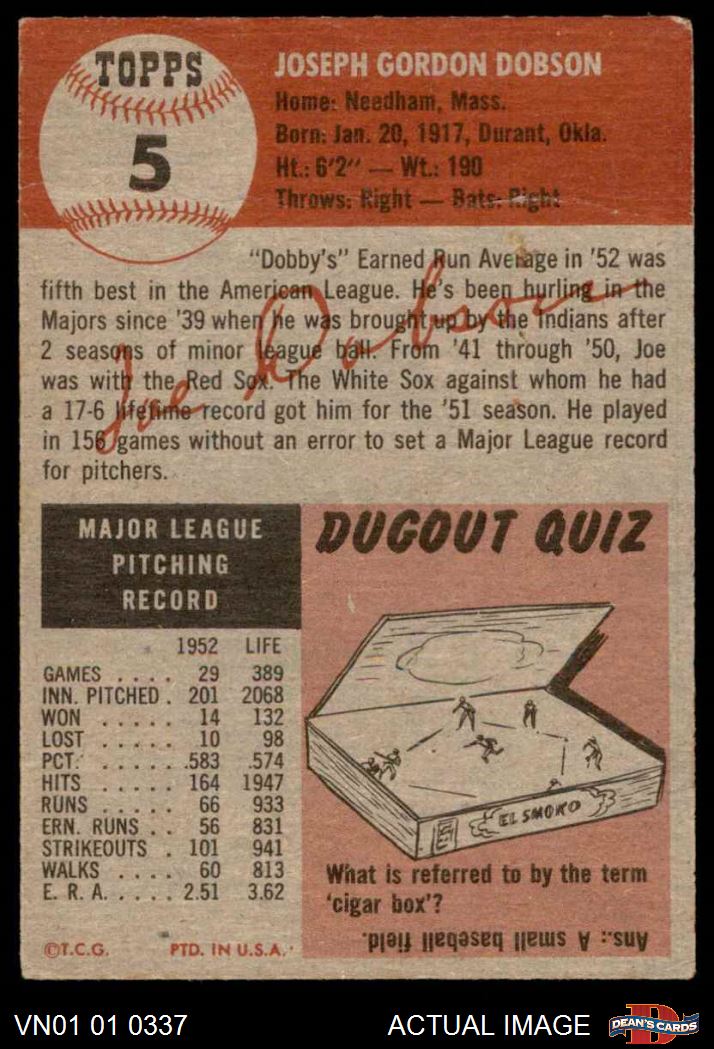 TOPPS
5
JOSEPH GORDON DOBSON
Home: Needham, Mass.
Born: Jan. 20, 1917, Durant, Okla.
Ht.: 6'2" — Wt.: 190
Throws: Right — Bats: Right
"Dobby's" Earned Run Average in '52 was
fifth best in the American League. He's been hurling in the
Majors since '39 when he was brought up by the Indians after
2 seasons of minor league ball. From '41 through '50, Joe
was with the Red Sox. The White Sox against whom he had
a 17-6 lifetime record got him for the '51 season. He played
in 156 games without an error to set a Major League record
for pitchers.
Joe Dobson
MAJOR LEAGUE
PITCHING
RECORD
1952 LIFE
GAMES . . . . 29 389
INN. PITCHED . 201 2068
WON . . . . . 14 132
LOST . . . . . 10 98
PCT. . . . . . .583 .574
HITS . . . . . 164 1947
RUNS . . . . . 66 933
ERN. RUNS . . 56 831
STRIKEOUTS . 101 941
WALKS . . . . 60 813
E. R. A. . . . . 2.51 3.62
©T.C.G. PTD. IN U.S.A.
DUGOUT QUIZ
EL SMOKO
What is referred to by the term
'cigar box'?
Ans.: A small baseball field.
VN01 01 0337
ACTUAL IMAGE
DEAN'S CARDS